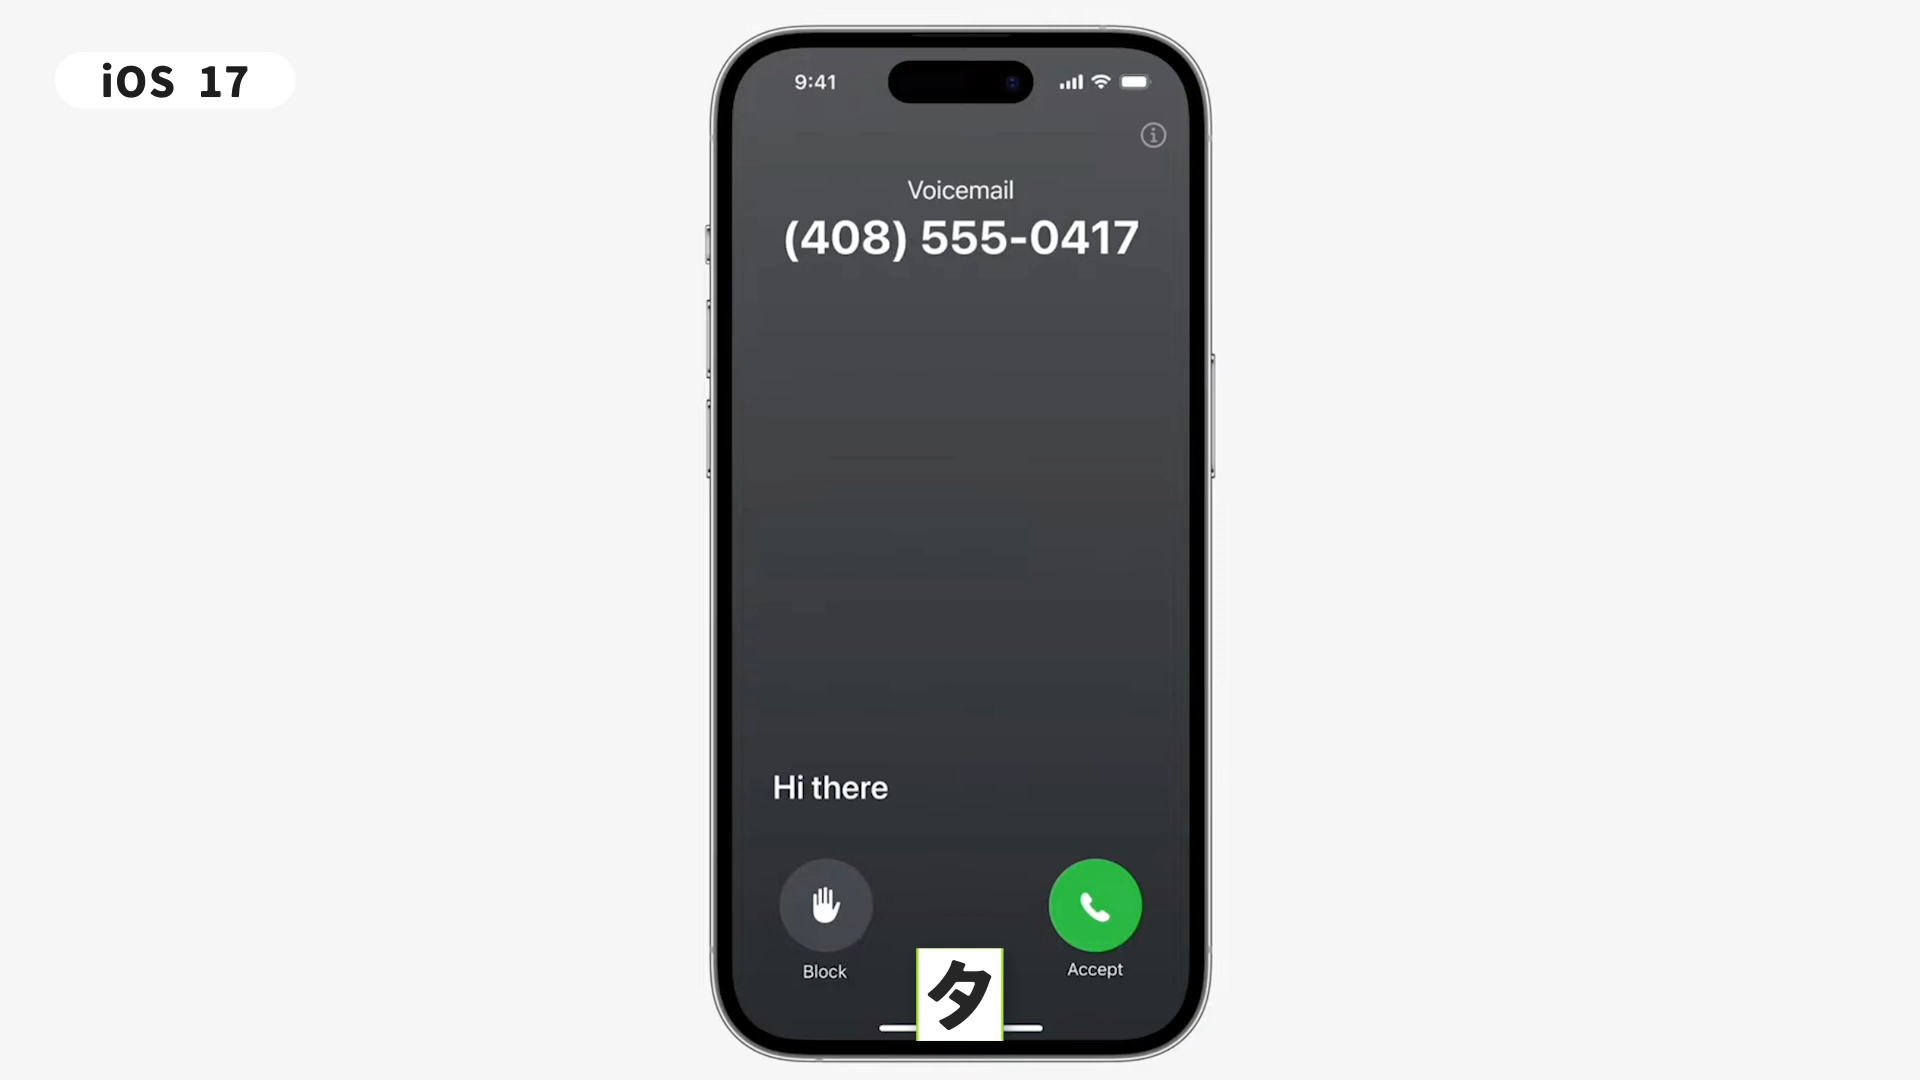 iOS 17
9:41
Voicemail
(408) 555-0417
Hi there
Block
Accept
タ